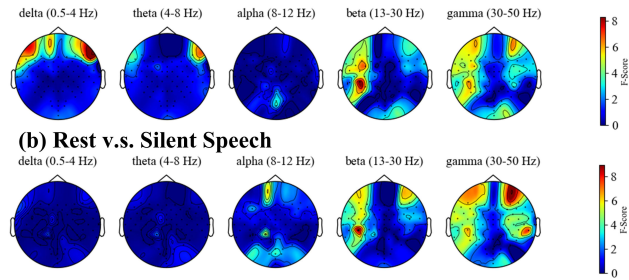 delta (0.5-4 Hz) theta (4-8 Hz) alpha (8-12 Hz) beta (13-30 Hz) gamma (30-50 Hz)
8
6
4
2
0
F-Score
(b) Rest v.s. Silent Speech
delta (0.5-4 Hz) theta (4-8 Hz) alpha (8-12 Hz) beta (13-30 Hz) gamma (30-50 Hz)
8
6
4
2
0
F-Score